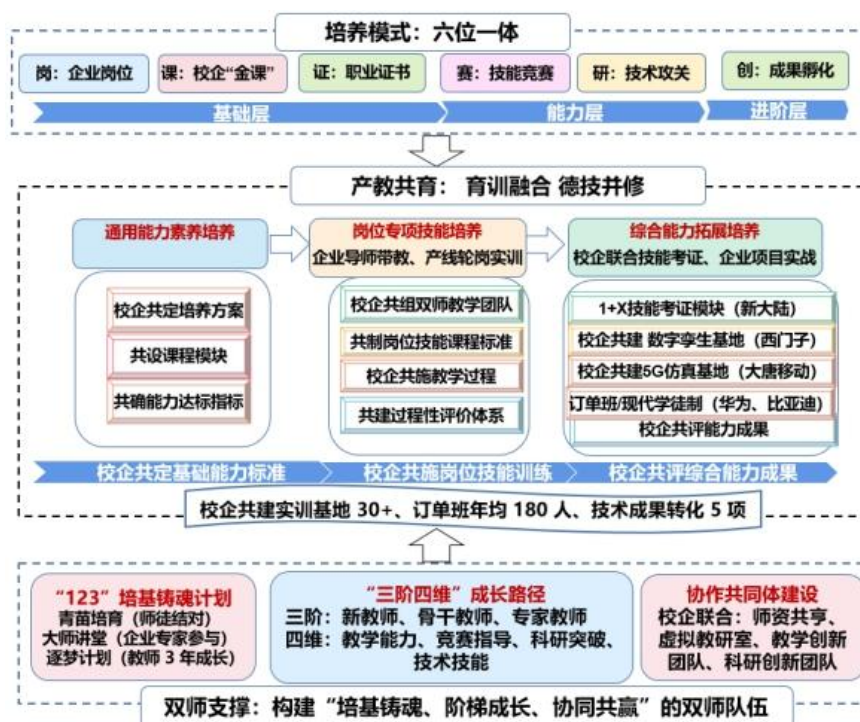 培养模式：六位一体
岗：企业岗位
课：校企“金课”
证：职业证书
赛：技能竞赛
研：技术攻关
创：成果孵化
基础层
能力层
进阶层
产教共育： 育训融合 德技并修
通用能力素养培养
岗位专项技能培养
企业导师带教、产线轮岗实训
综合能力拓展培养
校企联合技能考证、企业项目实战
校企共定培养方案
共设课程模块
共确能力达标指标
校企共组双师教学团队
共制岗位技能课程标准
校企共施教学过程
共建过程性评价体系
1+X技能考证模块（新大陆）
校企共建 数字孪生基地（西门子）
校企共建5G仿真基地（大唐移动）
订单班/现代学徒制（华为、比亚迪）
校企共评能力成果
校企共定基础能力标准
校企共施岗位技能训练
校企共评综合能力成果
校企共建实训基地 30+、订单班年均 180 人、技术成果转化 5 项
“123”培基铸魂计划
青苗培育（师徒结对）
大师讲堂（企业专家参与）
逐梦计划（教师 3 年成长）
“三阶四维”成长路径
三阶：新教师、骨干教师、专家教师
四维：教学能力、竞赛指导、科研突破、
技术技能
协作共同体建设
校企联合：师资共享、
虚拟教研室、教学创新
团队、科研创新团队
双师支撑：构建“培基铸魂、阶梯成长、协同共赢”的双师队伍